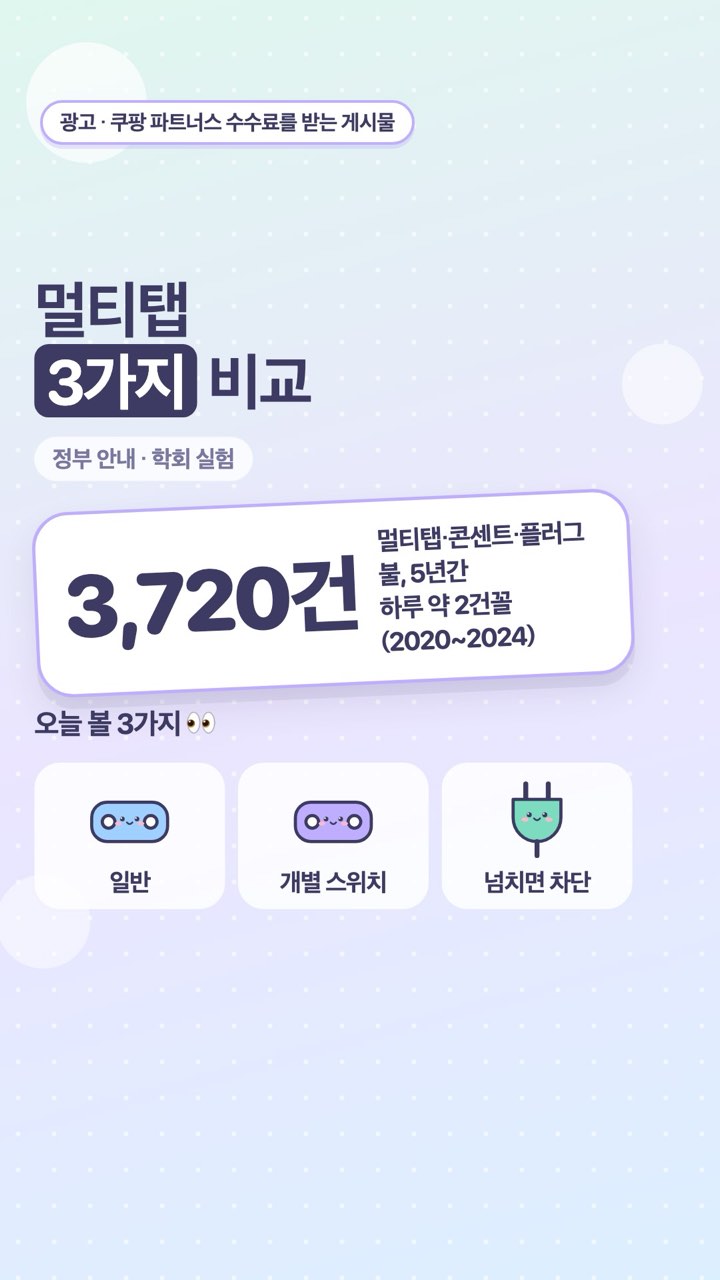 광고 · 쿠팡 파트너스 수수료를 받는 게시물
멀티탭
3가지 비교
정부 안내 · 학회 실험
3,720건
멀티탭·콘센트·플러그
불, 5년간
하루 약 2건꼴
(2020~2024)
오늘 볼 3가지 👀
일반
개별 스위치
넘치면 차단